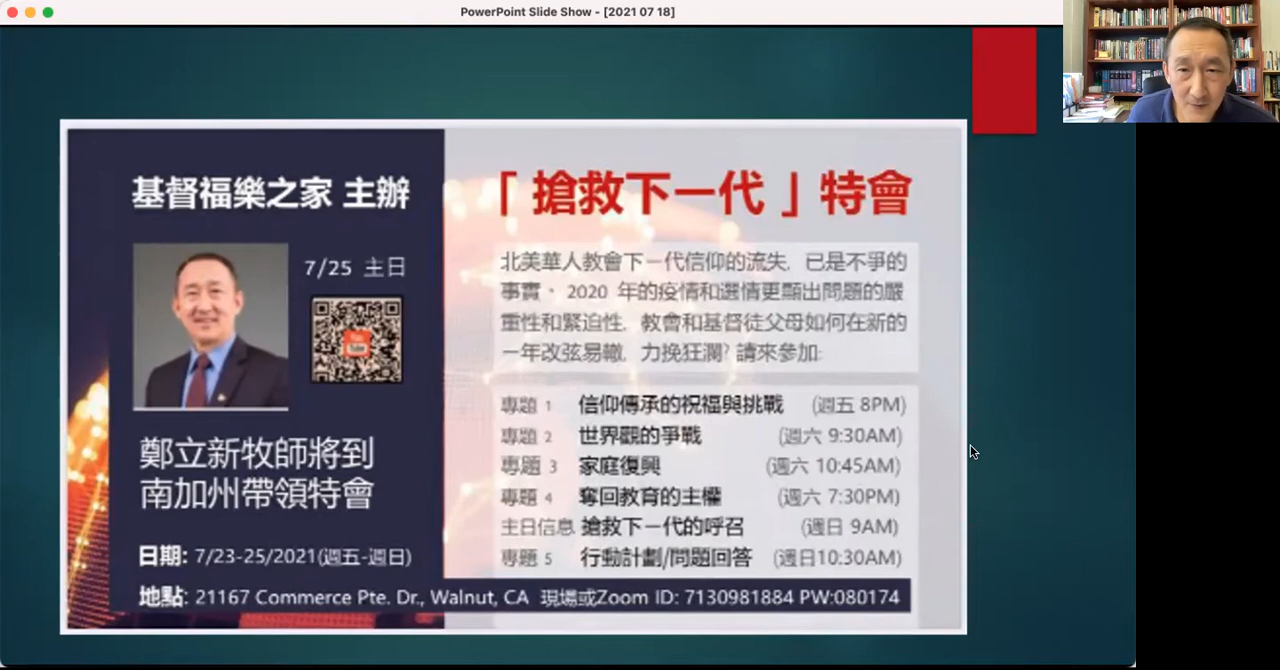 PowerPoint Slide Show - [2021 07 18]
基督福樂之家 主辦
7/25 主日
鄭立新牧師將到
南加州帶領特會
日期: 7/23-25/2021(週五-週日)
「 搶救下一代 」特會
北美華人教會下一代信仰的流失, 已是不爭的
事實。 2020 年的疫情和選情更顯出問題的嚴
重性和緊迫性, 教會和基督徒父母如何在新的
一年改弦易轍, 力挽狂瀾? 請來參加:
專題 1 信仰傳承的祝福與挑戰 (週五 8PM)
專題 2 世界觀的爭戰 (週六 9:30AM)
專題 3 家庭復興 (週六 10:45AM)
專題 4 奪回教育的主權 (週六 7:30PM)
主日信息 搶救下一代的呼召 (週日 9AM)
專題 5 行動計劃/問題回答 (週日10:30AM)
地點: 21167 Commerce Pte. Dr., Walnut, CA 現場或Zoom ID: 7130981884 PW:080174